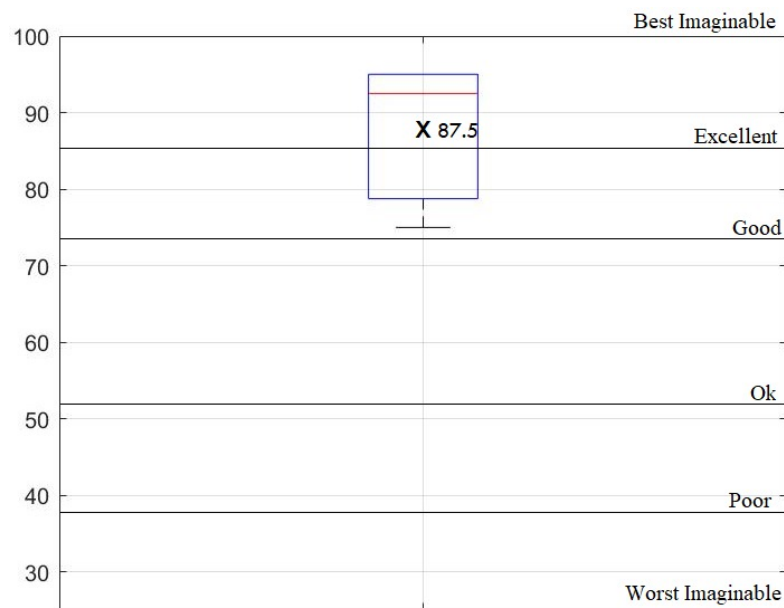 Best Imaginable
100
90
X 87.5
Excellent
80
Good
70
60
Ok
50
40
Poor
30
Worst Imaginable